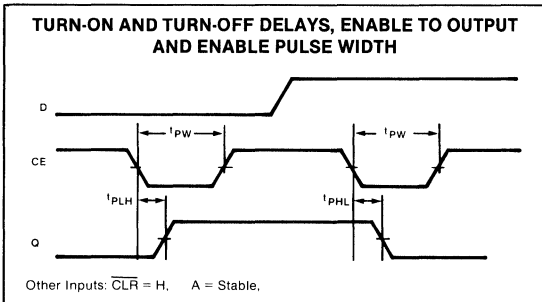 TURN-ON AND TURN-OFF DELAYS, ENABLE TO OUTPUT
AND ENABLE PULSE WIDTH
D
tPW
tPW
CE
tPLH
tPHL
Q
Other Inputs: C̅L̅R̅ = H, A = Stable,